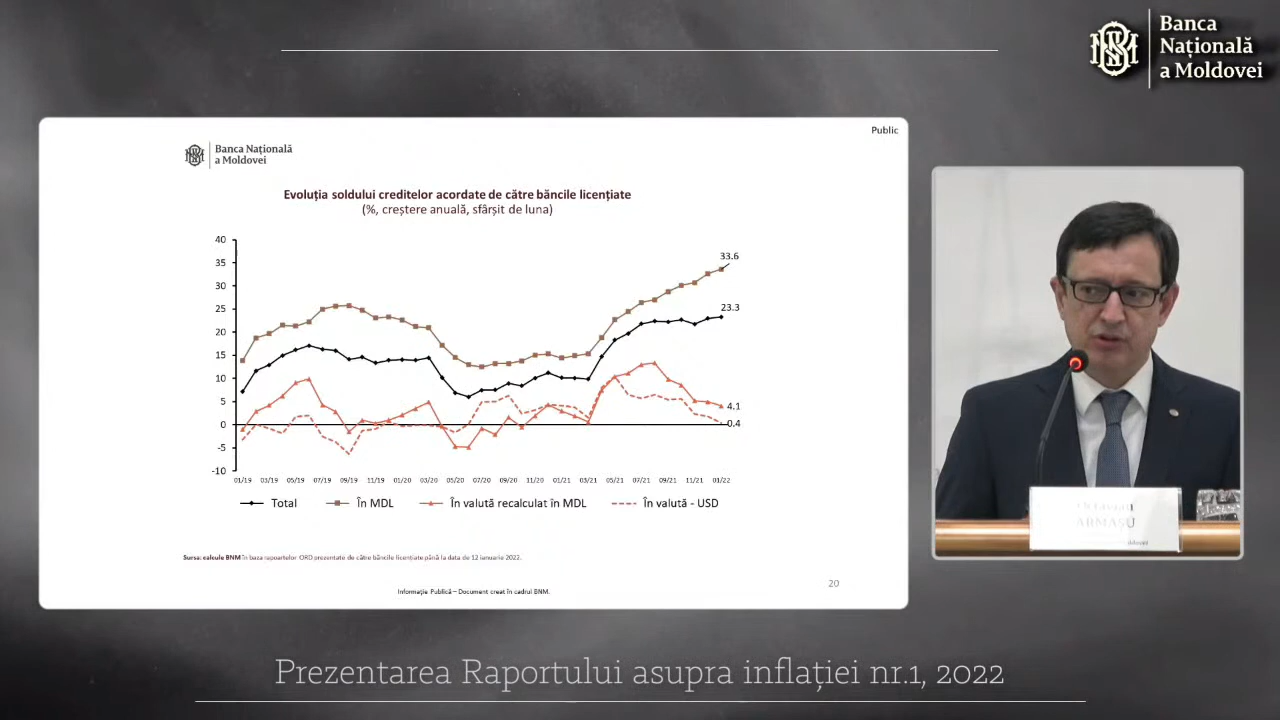 Banca
Națională
a Moldovei
Public
Banca Națională
a Moldovei
Evoluția soldului creditelor acordate de către băncile licențiate
(%, creștere anuală, sfârșit de luna)
40
35
30
25
20
15
10
5
0
-5
-10
33.6
23.3
4.1
0.4
01/19 03/19 05/19 07/19 09/19 11/19 01/20 03/20 05/20 07/20 09/20 11/20 01/21 03/21 05/21 07/21 09/21 11/21 01/22
Total În MDL În valută recalculat în MDL În valută - USD
Sursa: calcule BNM în baza rapoartelor ORD prezentate de către băncile licențiate până la data de 12 ianuarie 2022.
20
Informație Publică – Document creat în cadrul BNM.
Octavian
ARMAȘU
Prezentarea Raportului asupra inflației nr.1, 2022